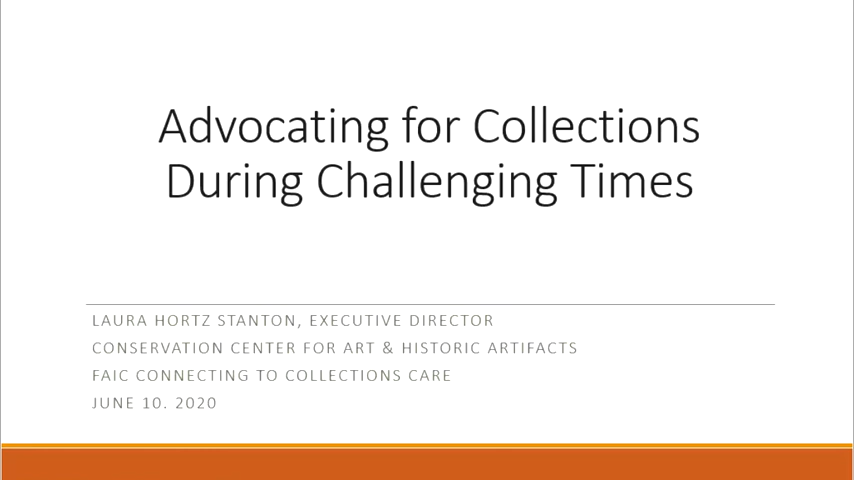 Advocating for Collections
During Challenging Times
LAURA HORTZ STANTON, EXECUTIVE DIRECTOR
CONSERVATION CENTER FOR ART & HISTORIC ARTIFACTS
FAIC CONNECTING TO COLLECTIONS CARE
JUNE 10. 2020